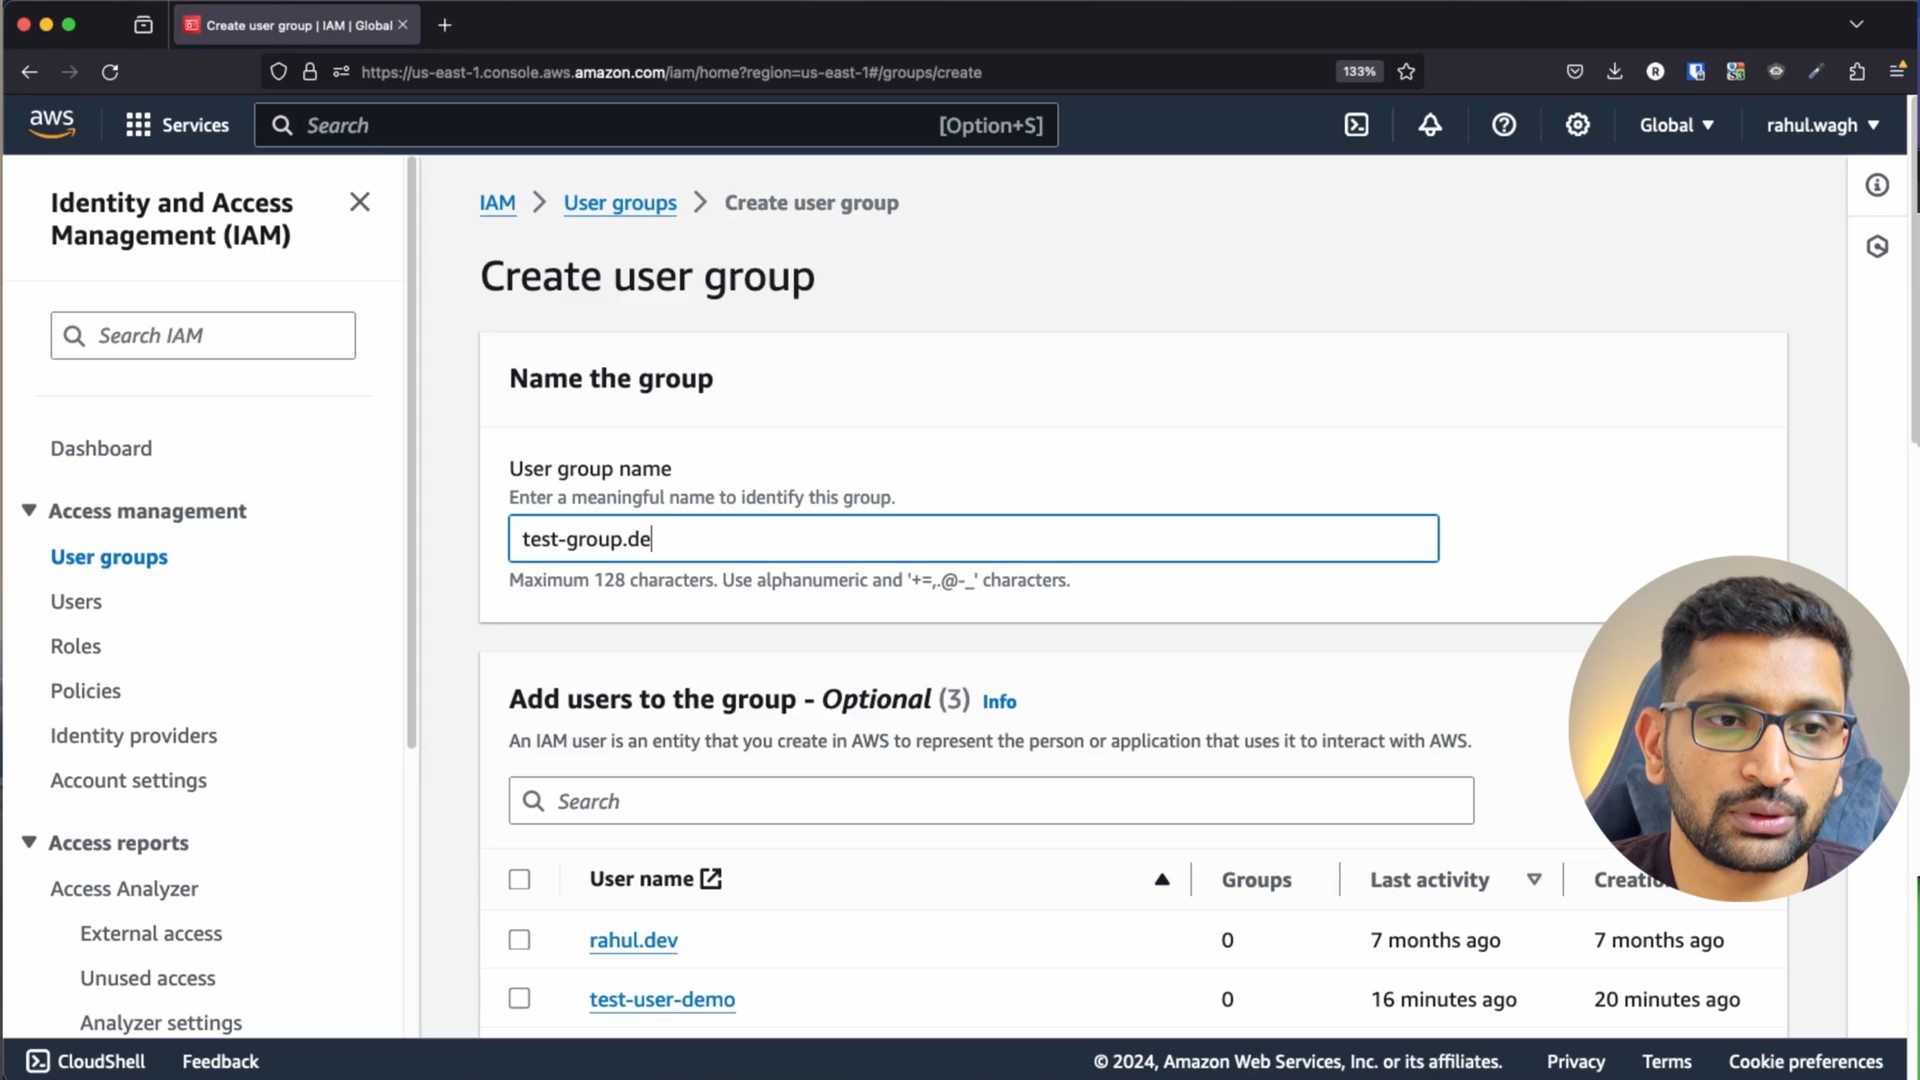 Create user group | IAM | Global
https://us-east-1.console.aws.amazon.com/iam/home?region=us-east-1#/groups/create
133%
R
aws
Services
Search
[Option+S]
Global
rahul.wagh
Identity and Access
Management (IAM)
Search IAM
Dashboard
Access management
User groups
Users
Roles
Policies
Identity providers
Account settings
Access reports
Access Analyzer
External access
Unused access
Analyzer settings
IAM > User groups > Create user group
Create user group
Name the group
User group name
Enter a meaningful name to identify this group.
test-group.de
Maximum 128 characters. Use alphanumeric and '+=,.@-_' characters.
Add users to the group - Optional (3) Info
An IAM user is an entity that you create in AWS to represent the person or application that uses it to interact with AWS.
Search
User name Groups Last activity
rahul.dev 0 7 months ago 7 months ago
test-user-demo 0 16 minutes ago 20 minutes ago
CloudShell Feedback © 2024, Amazon Web Services, Inc. or its affiliates. Privacy Terms Cookie preferences